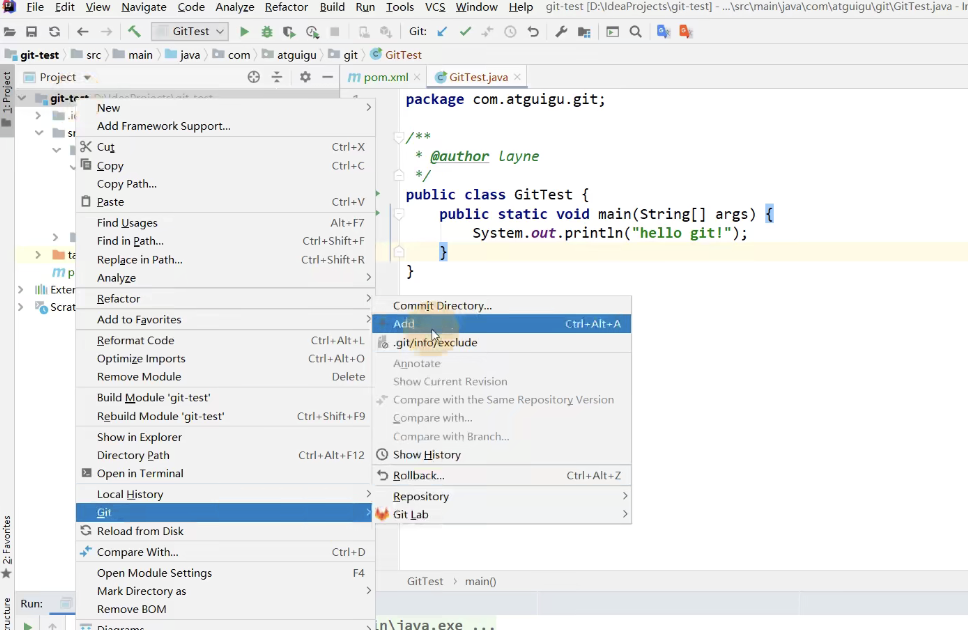 File Edit View Navigate Code Analyze Refactor Build Run Tools VCS Window Help git-test [D:\IdeaProjects\git-test] - ...\src\main\java\com\atguigu\git\GitTest.java - In
GitTest Git:
git-test src main java com atguigu git GitTest
1: Project
Project
pom.xml GitTest.java
git-test D:\IdeaProjects\git-test
package com.atguigu.git;
/**
* @author layne
*/
public class GitTest {
public static void main(String[] args) {
System.out.println("hello git!");
}
}
New
Add Framework Support...
Cut Ctrl+X
Copy Ctrl+C
Copy Path...
Paste Ctrl+V
Find Usages Alt+F7
Find in Path... Ctrl+Shift+F
Replace in Path... Ctrl+Shift+R
Analyze
Refactor
Add to Favorites
Reformat Code Ctrl+Alt+L
Optimize Imports Ctrl+Alt+O
Remove Module Delete
Build Module 'git-test'
Rebuild Module 'git-test' Ctrl+Shift+F9
Show in Explorer
Directory Path Ctrl+Alt+F12
Open in Terminal
Local History
Git
Reload from Disk
Compare With... Ctrl+D
Open Module Settings F4
Mark Directory as
Remove BOM
Diagrams
Commit Directory...
Add Ctrl+Alt+A
.git/info/exclude
Annotate
Show Current Revision
Compare with the Same Repository Version
Compare with...
Compare with Branch...
Show History
Rollback... Ctrl+Alt+Z
Repository
Git Lab
GitTest main()
2: Favorites
Run:
in\java.exe ...